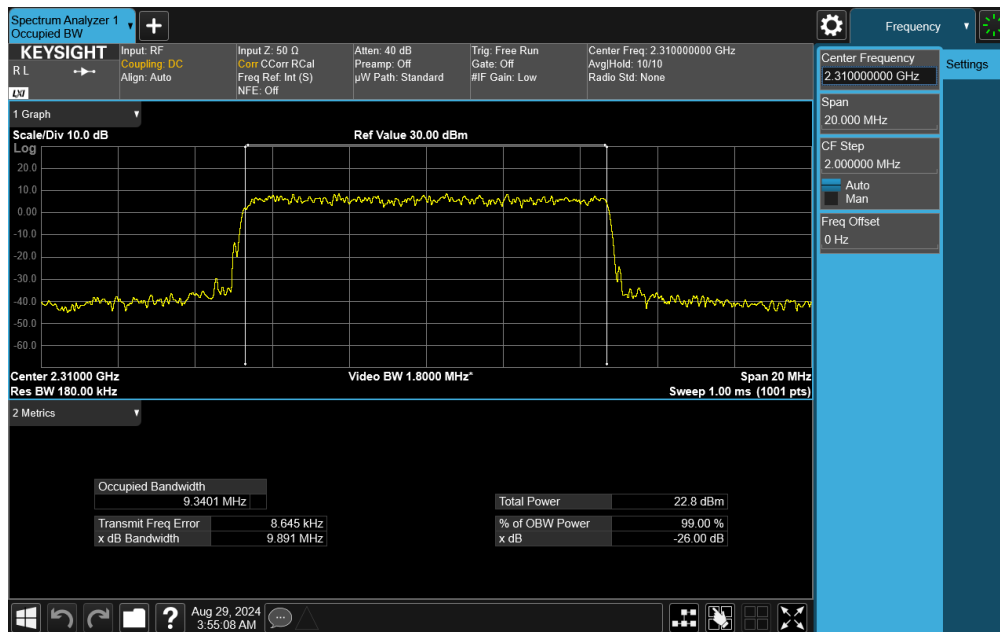 Spectrum Analyzer 1
Occupied BW
Frequency
KEYSIGHT
R L
LXI
Input: RF
Coupling: DC
Align: Auto
Input Z: 50 Ω
Corr CCorr RCal
Freq Ref: Int (S)
NFE: Off
Atten: 40 dB
Preamp: Off
µW Path: Standard
Trig: Free Run
Gate: Off
#IF Gain: Low
Center Freq: 2.310000000 GHz
Avg|Hold: 10/10
Radio Std: None
Center Frequency
2.310000000 GHz
Settings
Span
20.000 MHz
CF Step
2.000000 MHz
Auto
Man
Freq Offset
0 Hz
1 Graph
Scale/Div 10.0 dB
Ref Value 30.00 dBm
Log
20.0
10.0
0.00
-10.0
-20.0
-30.0
-40.0
-50.0
-60.0
Center 2.31000 GHz
Video BW 1.8000 MHz*
Span 20 MHz
Res BW 180.00 kHz
Sweep 1.00 ms (1001 pts)
2 Metrics
Occupied Bandwidth
9.3401 MHz
Total Power 22.8 dBm
Transmit Freq Error 8.645 kHz
% of OBW Power 99.00 %
x dB Bandwidth 9.891 MHz
x dB -26.00 dB
Aug 29, 2024
3:55:08 AM